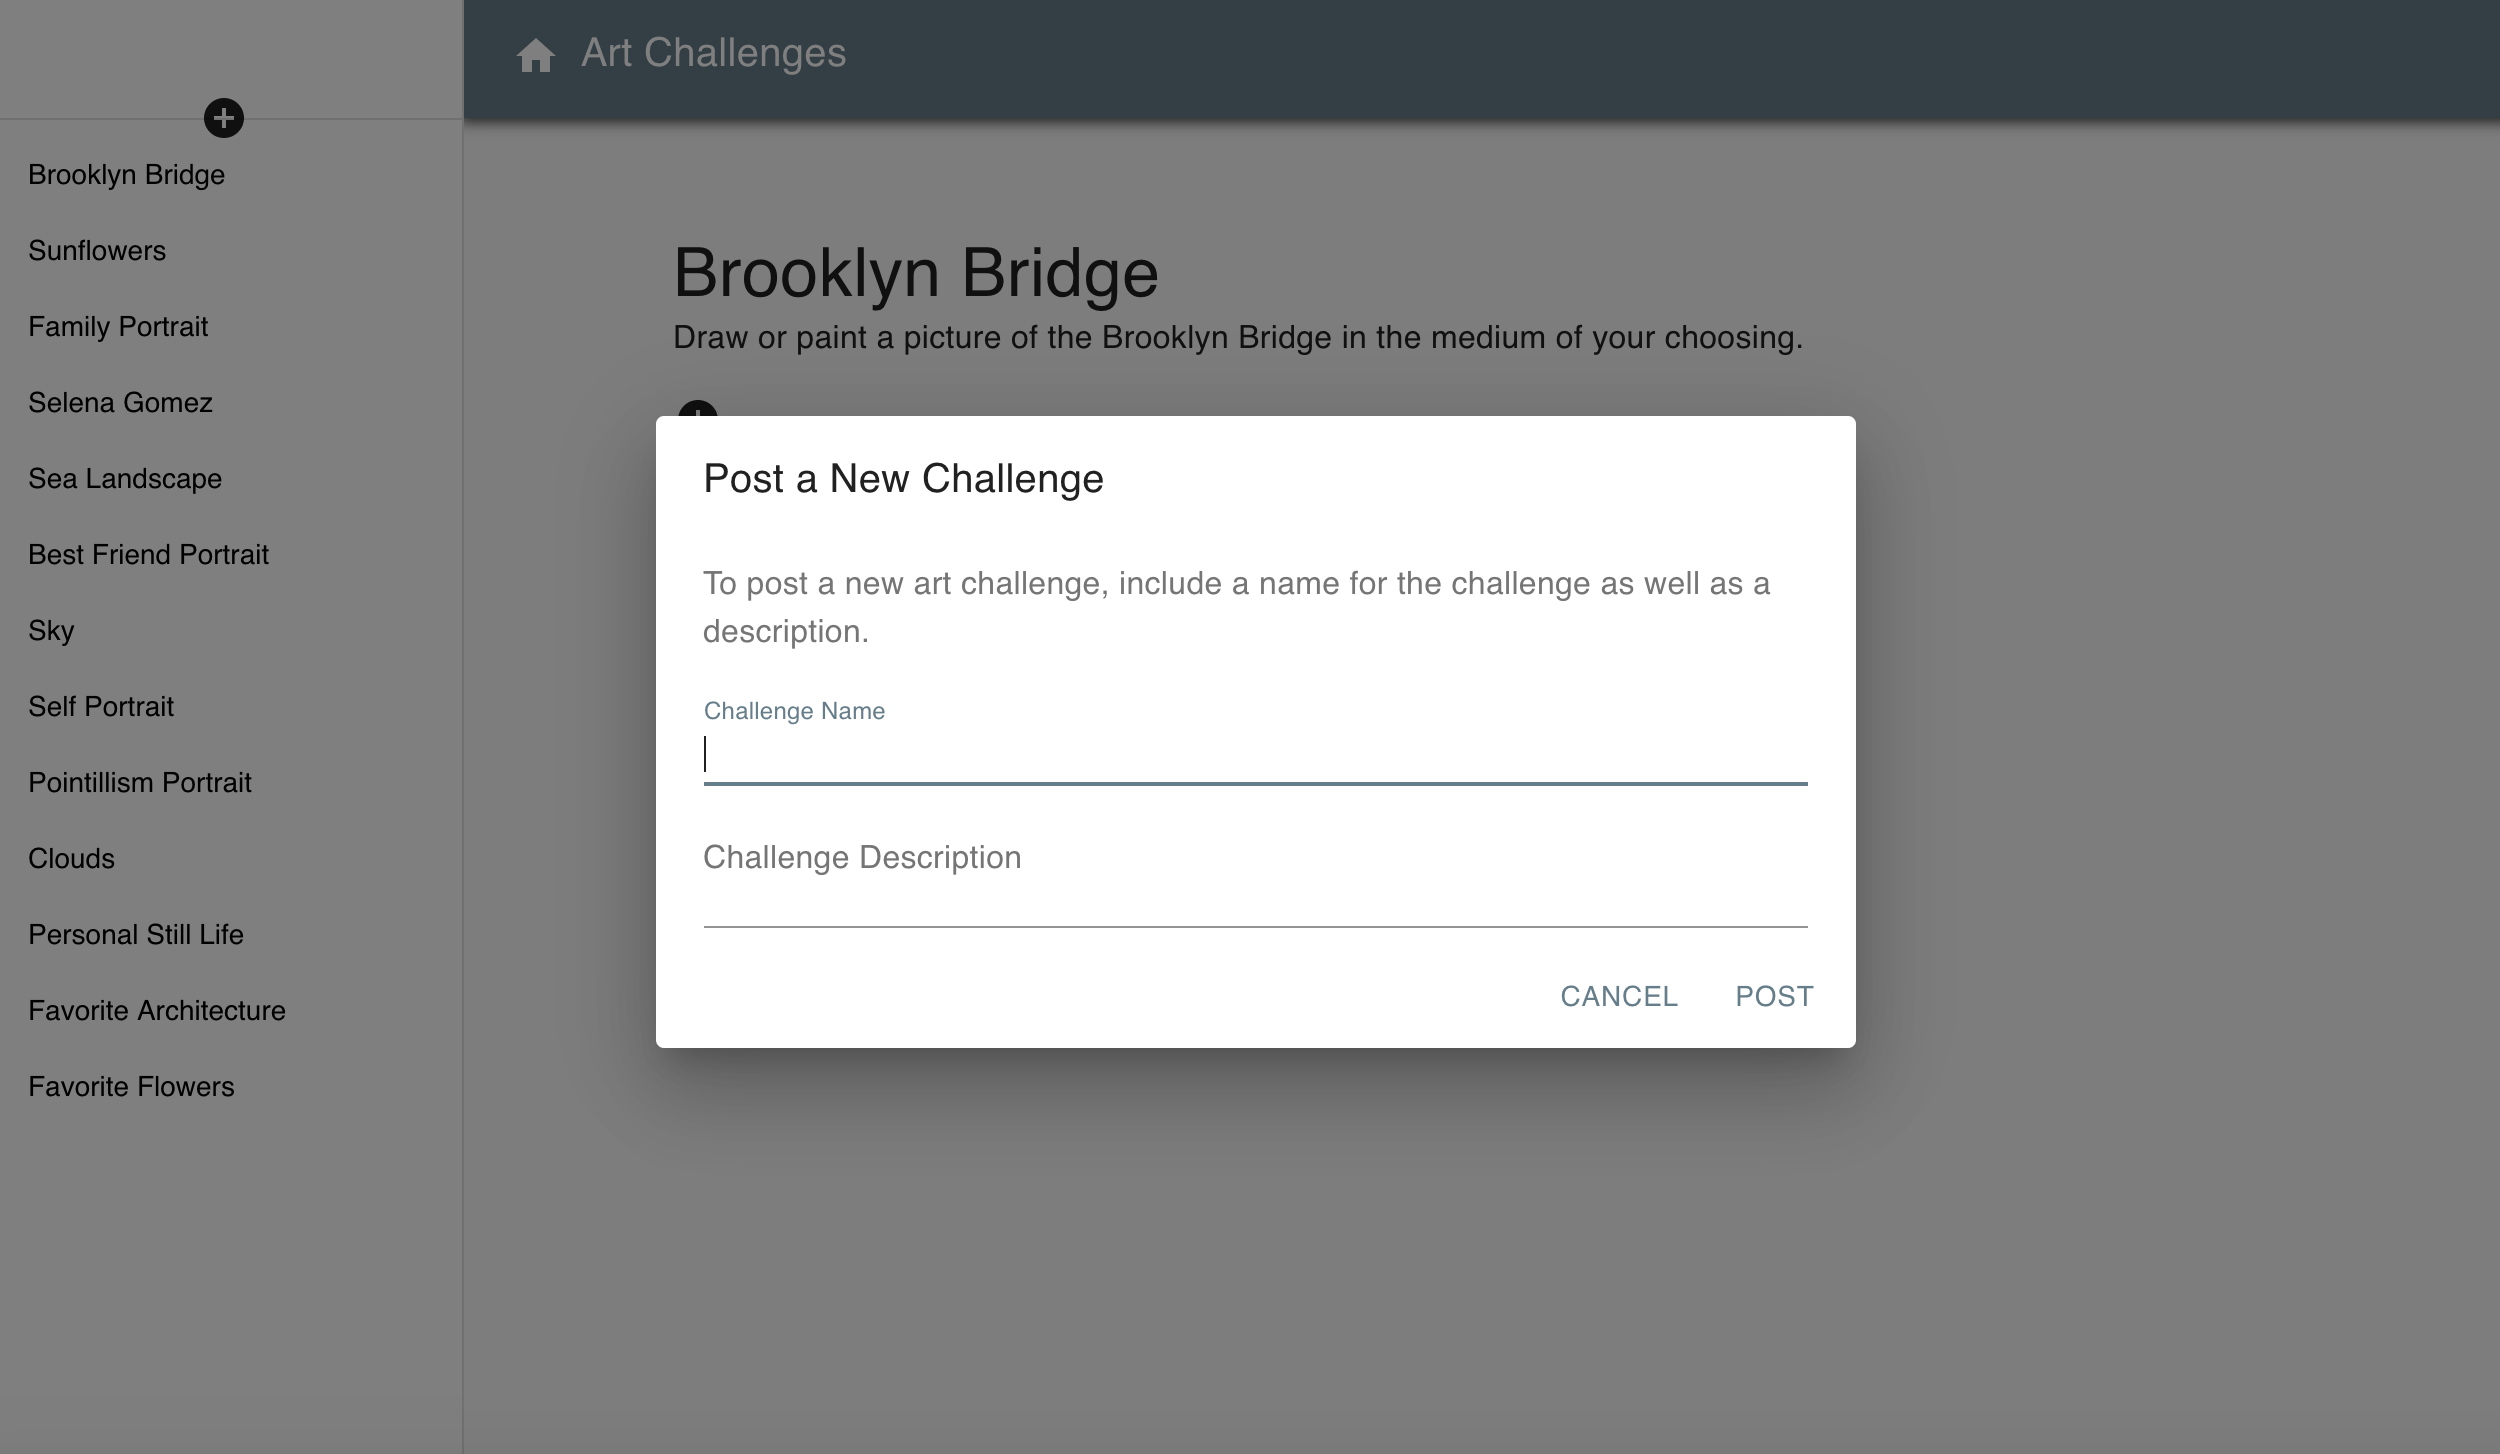 Art Challenges
Brooklyn Bridge
Sunflowers
Family Portrait
Selena Gomez
Sea Landscape
Best Friend Portrait
Sky
Self Portrait
Pointillism Portrait
Clouds
Personal Still Life
Favorite Architecture
Favorite Flowers
Brooklyn Bridge
Draw or paint a picture of the Brooklyn Bridge in the medium of your choosing.
Post a New Challenge
To post a new art challenge, include a name for the challenge as well as a
description.
Challenge Name
Challenge Description
CANCEL POST